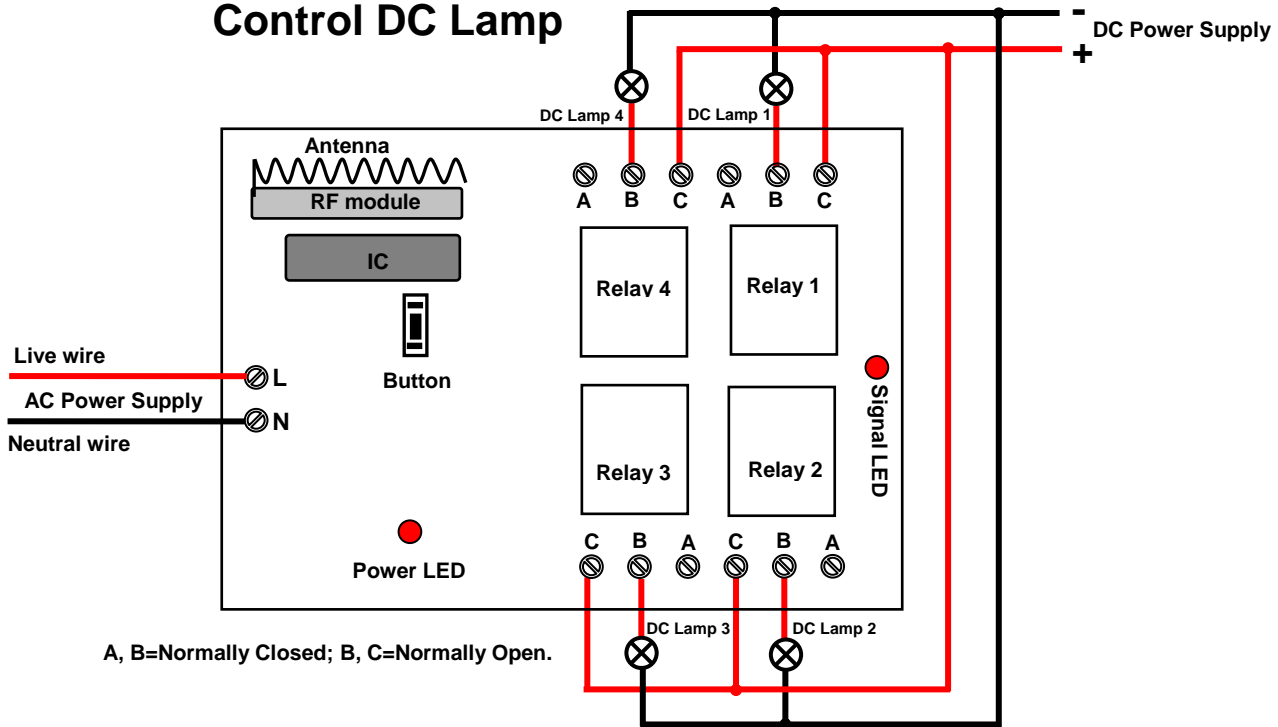 Control DC Lamp
-
DC Power Supply
+
DC Lamp 4
DC Lamp 1
Antenna
RF module
A
B
C
A
B
C
IC
Relay 4
Relay 1
Live wire
L
Button
AC Power Supply
N
Neutral wire
Signal LED
Relay 3
Relay 2
C
B
A
C
B
A
Power LED
DC Lamp 3
DC Lamp 2
A, B=Normally Closed; B, C=Normally Open.